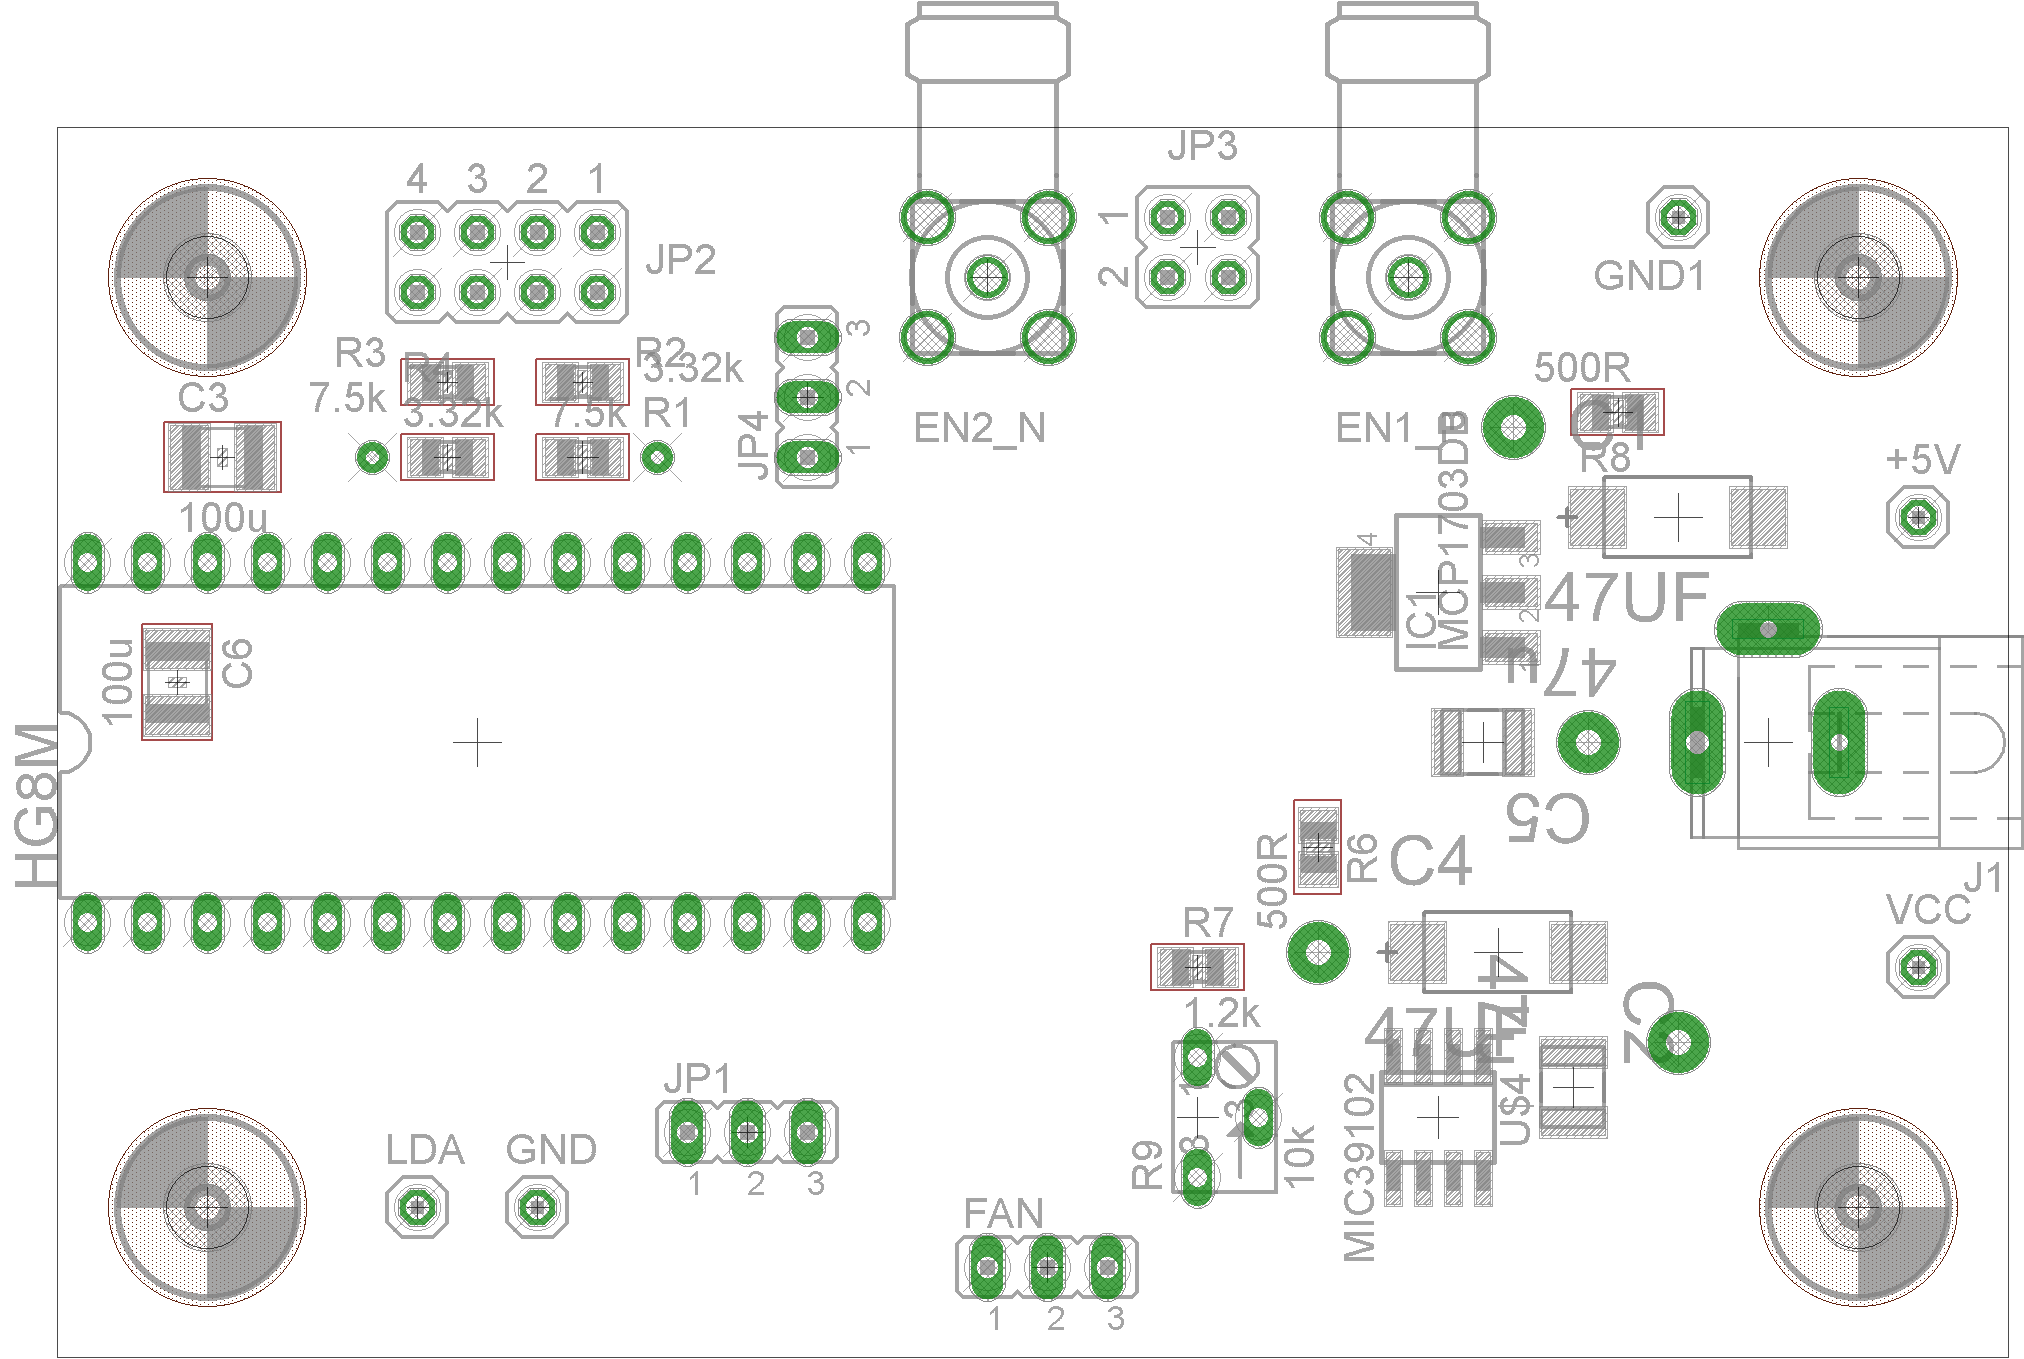 JP3
4 3 2 1
1
2
JP2
GND1
3
2
1
JP4
R3
R4
R2
3.32k
7.5k
3.32k
7.5k
R1
C3
100u
EN2_N
EN1_B
500R
C1
R8
+5V
MCP1703DB
IC1
4
3
2
1
47UF
47u
C5
100u
C6
HG8M
500R
R6
C4
J1
VCC
R7
1.2k
47UF
47u
C2
JP1
1 2 3
LDA
GND
R9
1
3
10k
MIC39102
U$4
FAN
1 2 3